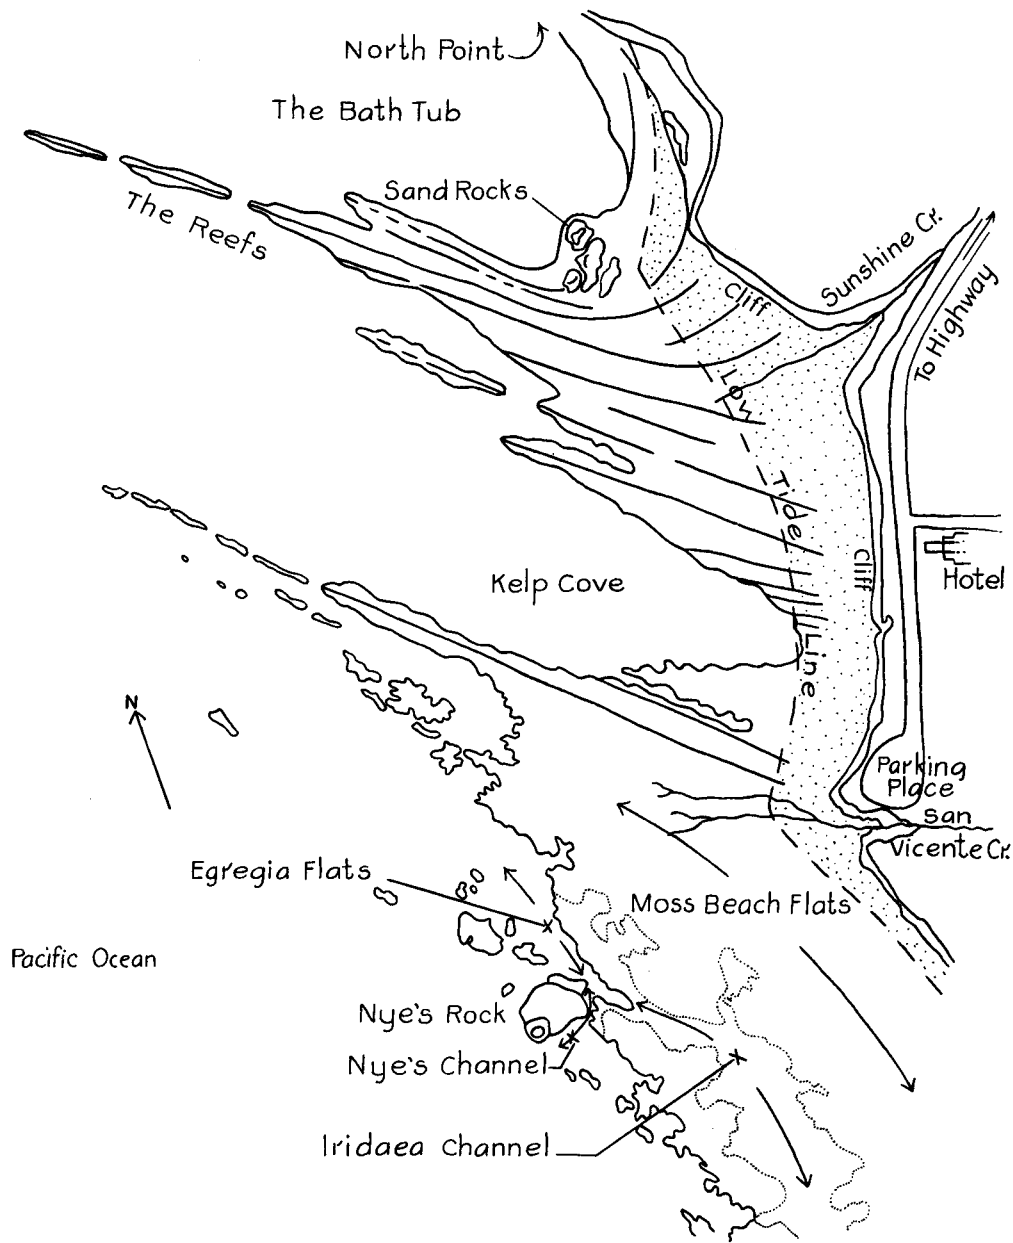 North Point
The Bath Tub
Sand Rocks
The Reefs
Sunshine Cr.
Cliff
To Highway
Low Tide Line
Cliff
Hotel
Kelp Cove
N
Parking
Place
San
Vicente Cr.
Egregia Flats
Moss Beach Flats
Pacific Ocean
Nye's Rock
Nye's Channel
Iridaea Channel